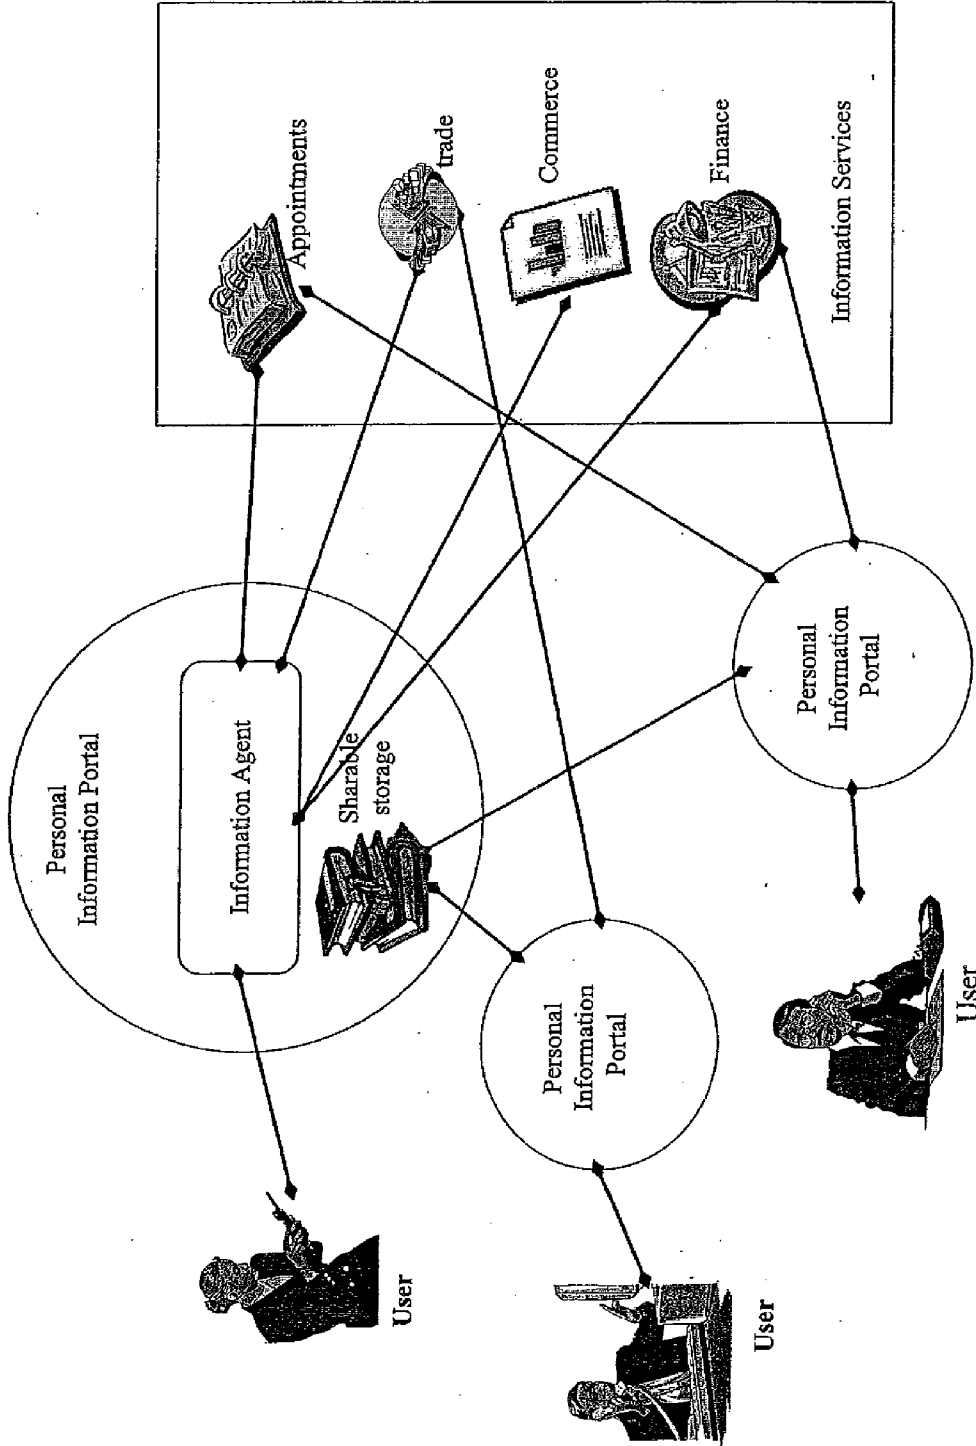 Personal
Information Portal
Information Agent
Sharable
storage
User
Personal
Information
Portal
User
Personal
Information
Portal
User
Appointments
trade
Commerce
Finance
Information Services